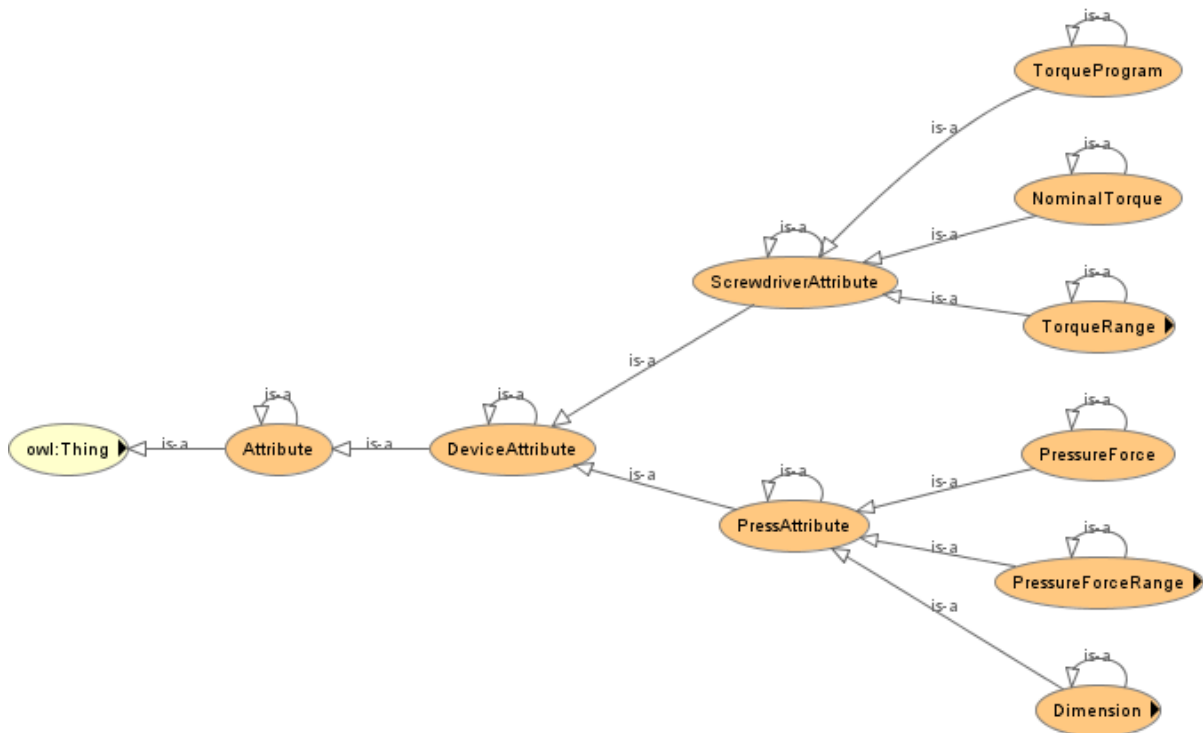 is-a
TorqueProgram
is-a
is-a
NominalTorque
is-a
is-a
ScrewdriverAttribute
is-a
is-a
TorqueRange
is-a
is-a
is-a
is-a
owl:Thing
is-a
Attribute
is-a
DeviceAttribute
is-a
is-a
PressureForce
is-a
is-a
PressAttribute
is-a
is-a
PressureForceRange
is-a
is-a
Dimension